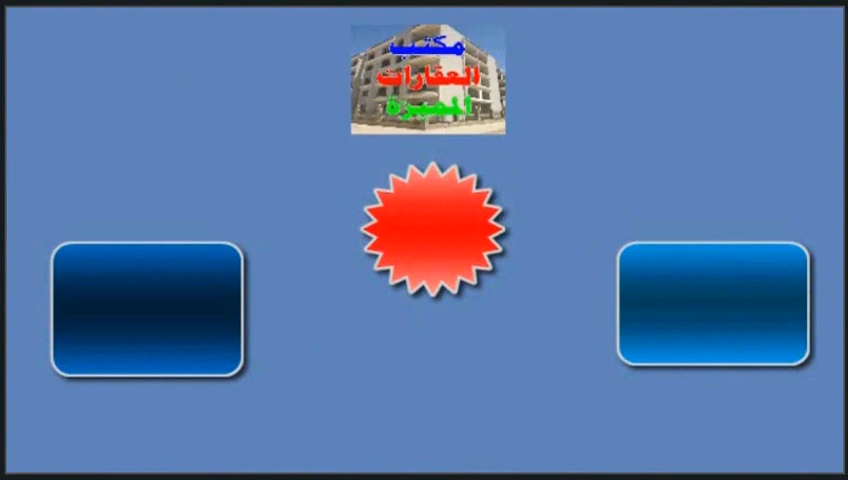 مكتب
العقارات
المميزة